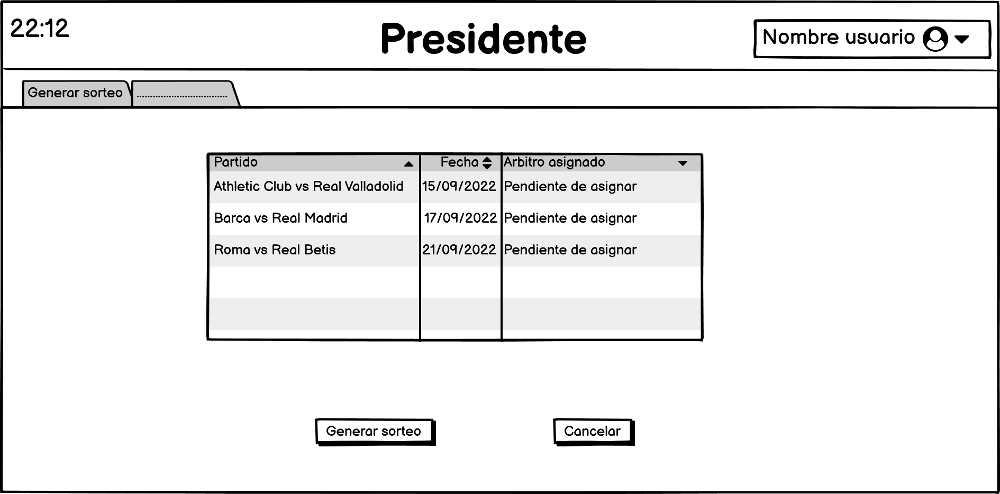 22:12
Presidente
Nombre usuario
Generar sorteo
..................................
Partido Fecha Arbitro asignado
Athletic Club vs Real Valladolid 15/09/2022 Pendiente de asignar
Barca vs Real Madrid 17/09/2022 Pendiente de asignar
Roma vs Real Betis 21/09/2022 Pendiente de asignar
Generar sorteo
Cancelar